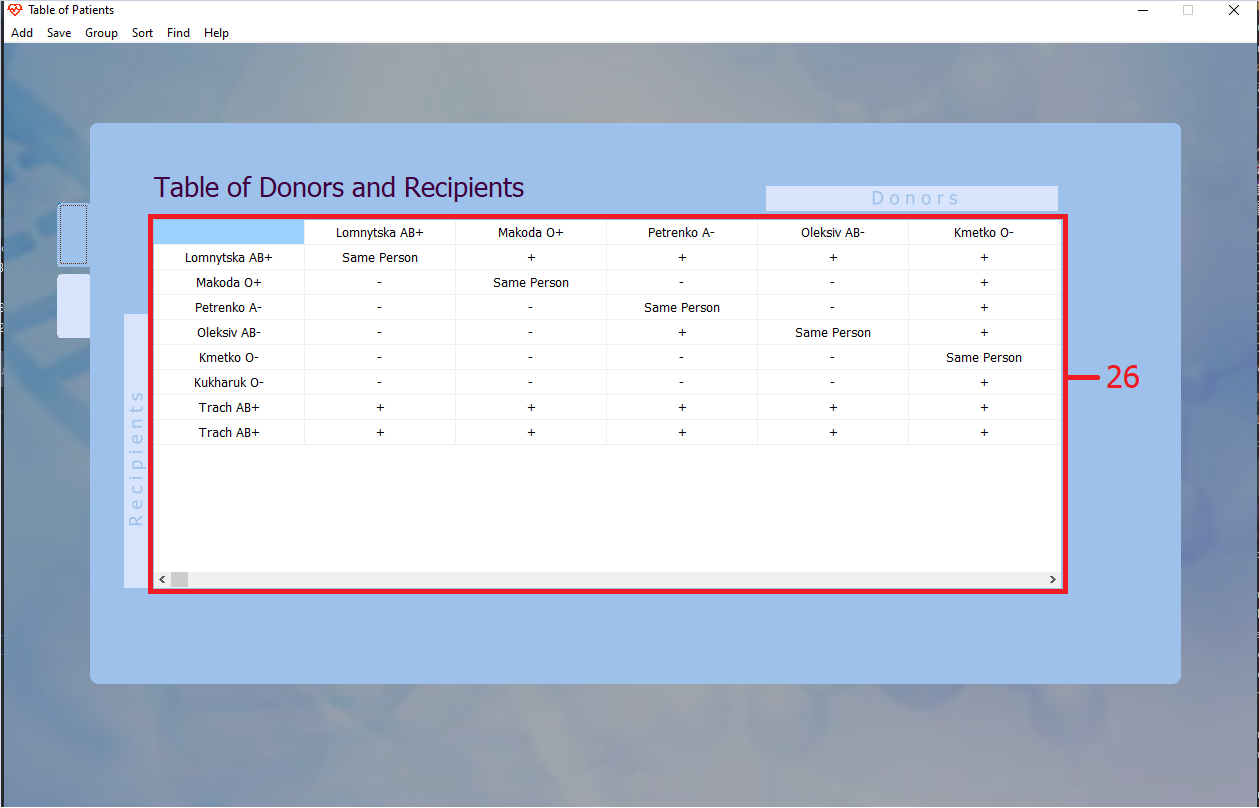 Table of Patients
Add Save Group Sort Find Help
Table of Donors and Recipients
Donors
Lomnytska AB+ Makoda O+ Petrenko A- Oleksiv AB- Kmetko O-
Lomnytska AB+ Same Person + + + +
Makoda O+ - Same Person - - +
Petrenko A- - - Same Person - +
Oleksiv AB- - - + Same Person +
Kmetko O- - - - - Same Person
Kukharuk O- - - - - +
Trach AB+ + + + + +
Trach AB+ + + + + +
Recipients
26